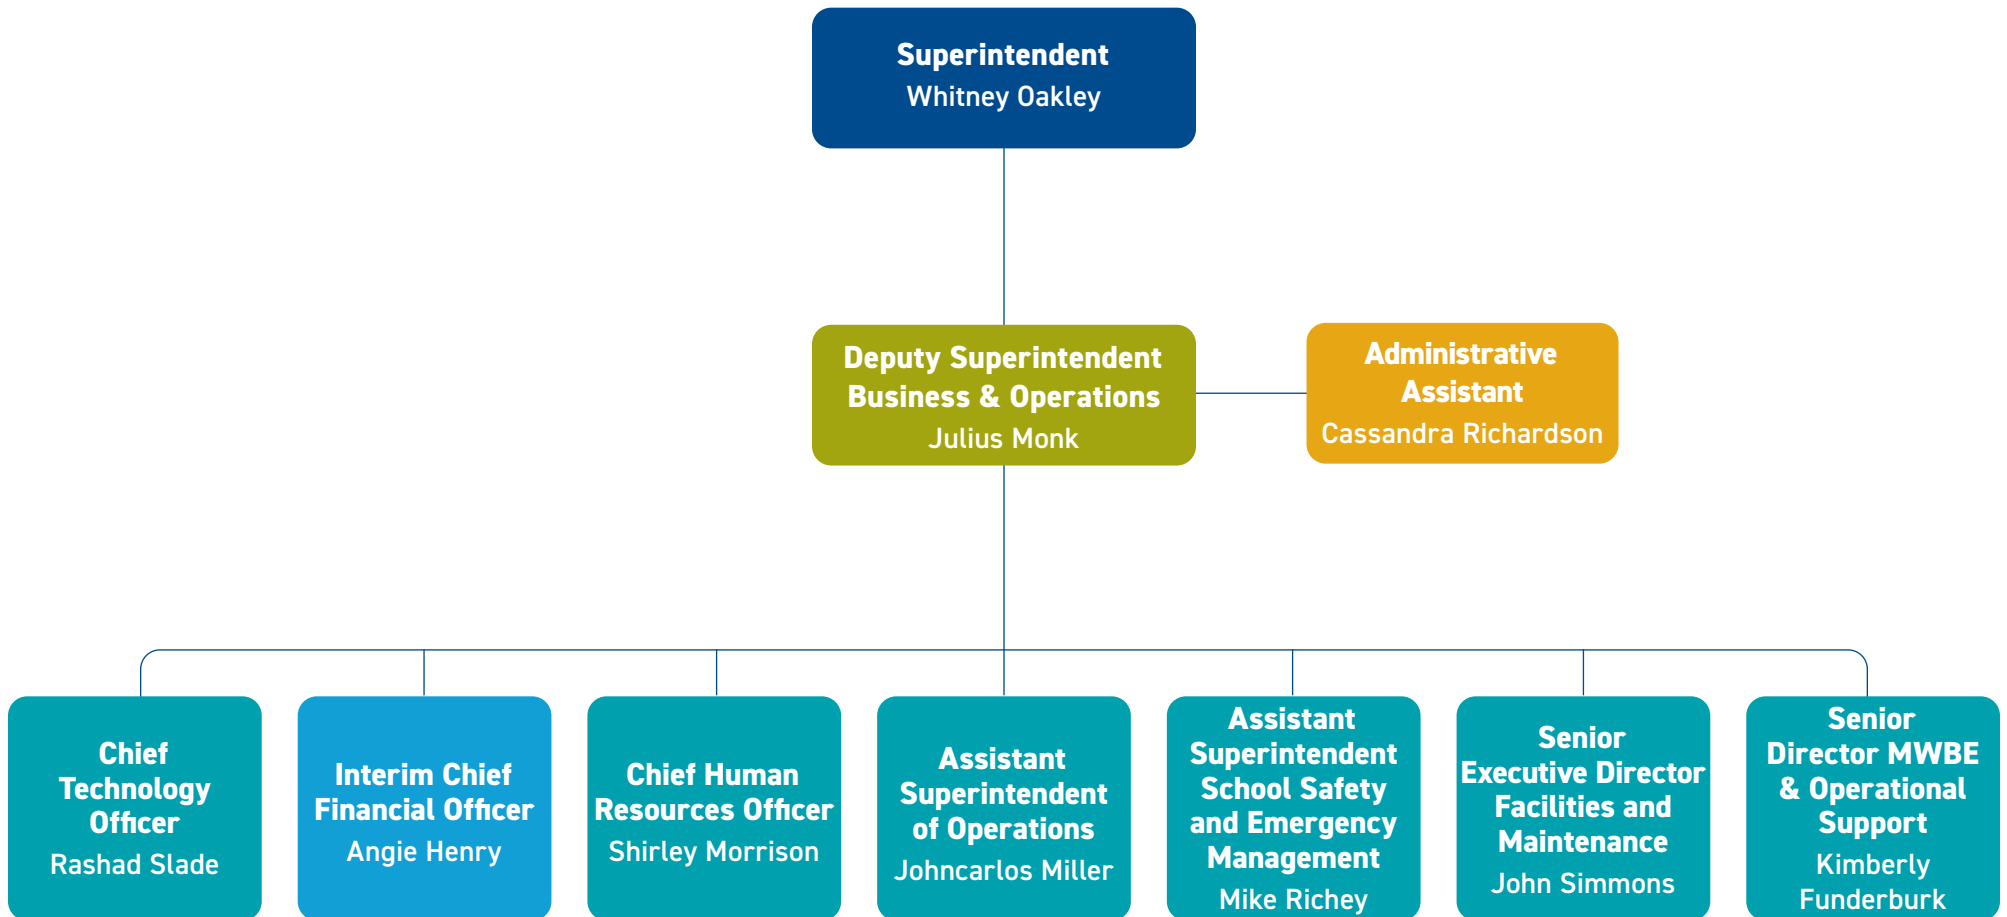 Superintendent
Whitney Oakley
Deputy Superintendent
Business & Operations
Julius Monk
Administrative
Assistant
Cassandra Richardson
Chief
Technology
Officer
Rashad Slade
Interim Chief
Financial Officer
Angie Henry
Chief Human
Resources Officer
Shirley Morrison
Assistant
Superintendent
of Operations
Johncarlos Miller
Assistant
Superintendent
School Safety
and Emergency
Management
Mike Richey
Senior
Executive Director
Facilities and
Maintenance
John Simmons
Senior
Director MWBE
& Operational
Support
Kimberly
Funderburk